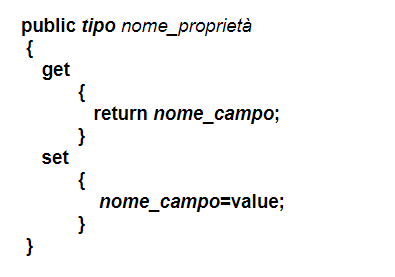 public tipo nome_proprietà
{
get
{
return nome_campo;
}
set
{
nome_campo=value;
}
}